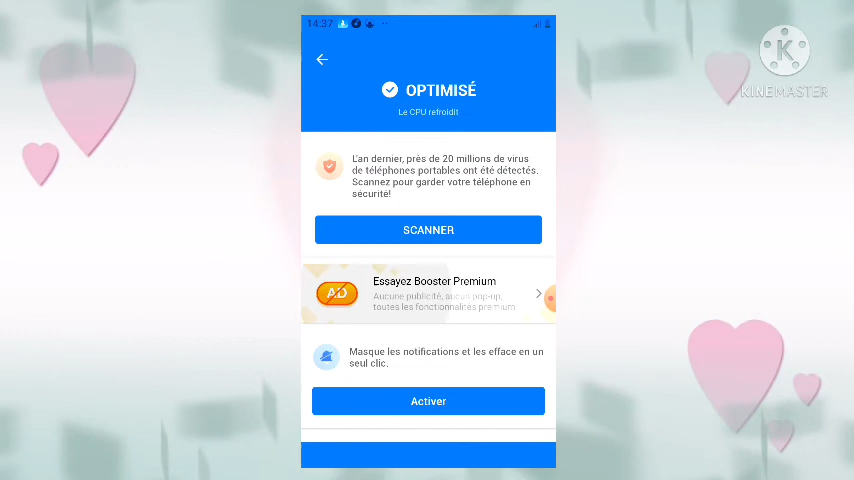 14:37
K
KINEMASTER
OPTIMISÉ
Le CPU refroidit
L'an dernier, près de 20 millions de virus
de téléphones portables ont été détectés.
Scannez pour garder votre téléphone en
sécurité!
SCANNER
AD
Essayez Booster Premium
Aucune publicité, aucun pop-up,
toutes les fonctionnalités premium
Masque les notifications et les efface en un
seul clic.
Activer